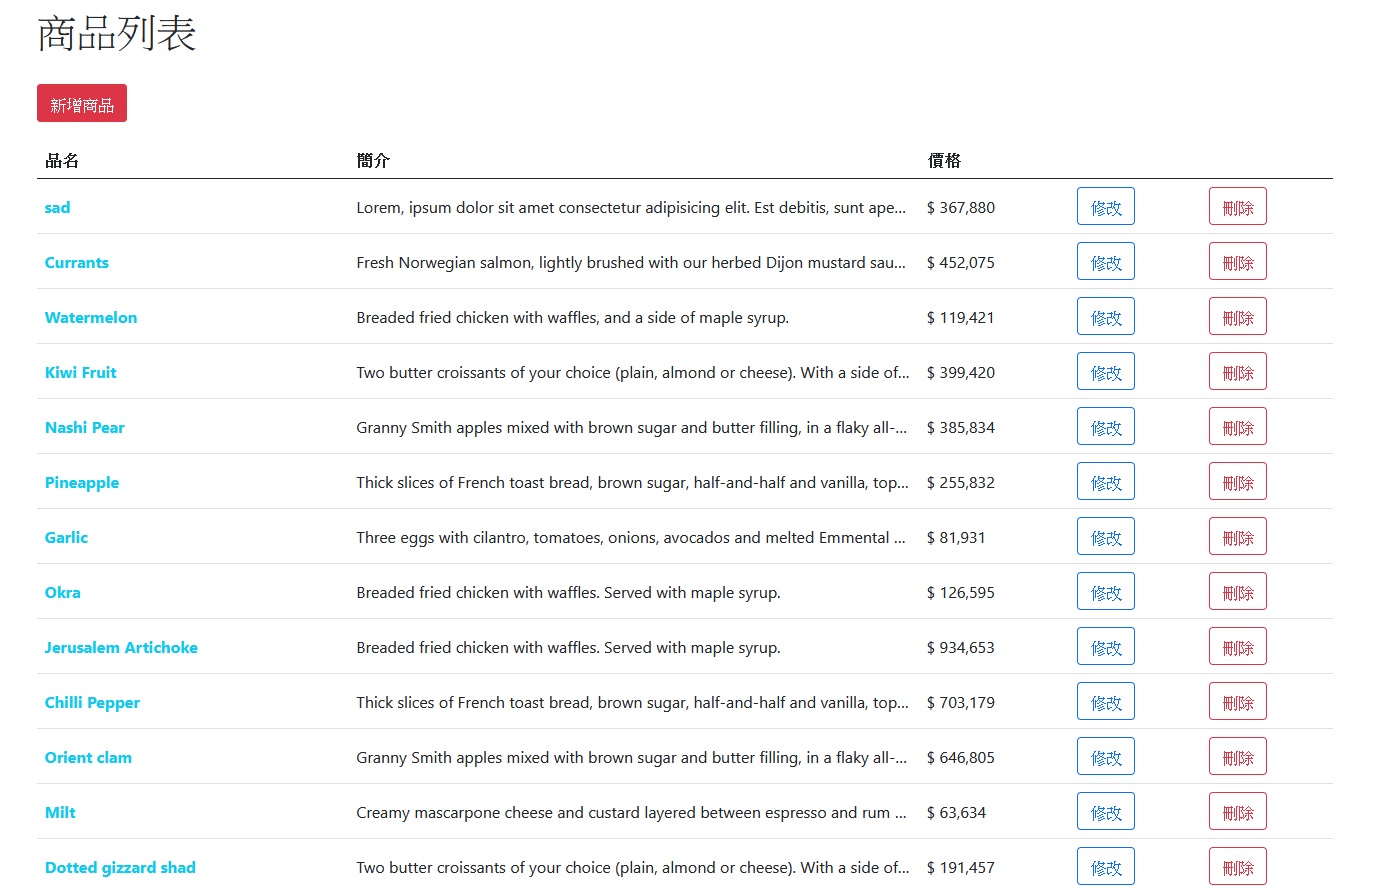 商品列表
新增商品
品名 簡介 價格
sad Lorem, ipsum dolor sit amet consectetur adipisicing elit. Est debitis, sunt ape... $ 367,880 修改 刪除
Currants Fresh Norwegian salmon, lightly brushed with our herbed Dijon mustard sau... $ 452,075 修改 刪除
Watermelon Breaded fried chicken with waffles, and a side of maple syrup. $ 119,421 修改 刪除
Kiwi Fruit Two butter croissants of your choice (plain, almond or cheese). With a side of... $ 399,420 修改 刪除
Nashi Pear Granny Smith apples mixed with brown sugar and butter filling, in a flaky all-... $ 385,834 修改 刪除
Pineapple Thick slices of French toast bread, brown sugar, half-and-half and vanilla, top... $ 255,832 修改 刪除
Garlic Three eggs with cilantro, tomatoes, onions, avocados and melted Emmental ... $ 81,931 修改 刪除
Okra Breaded fried chicken with waffles. Served with maple syrup. $ 126,595 修改 刪除
Jerusalem Artichoke Breaded fried chicken with waffles. Served with maple syrup. $ 934,653 修改 刪除
Chilli Pepper Thick slices of French toast bread, brown sugar, half-and-half and vanilla, top... $ 703,179 修改 刪除
Orient clam Granny Smith apples mixed with brown sugar and butter filling, in a flaky all-... $ 646,805 修改 刪除
Milt Creamy mascarpone cheese and custard layered between espresso and rum ... $ 63,634 修改 刪除
Dotted gizzard shad Two butter croissants of your choice (plain, almond or cheese). With a side of... $ 191,457 修改 刪除